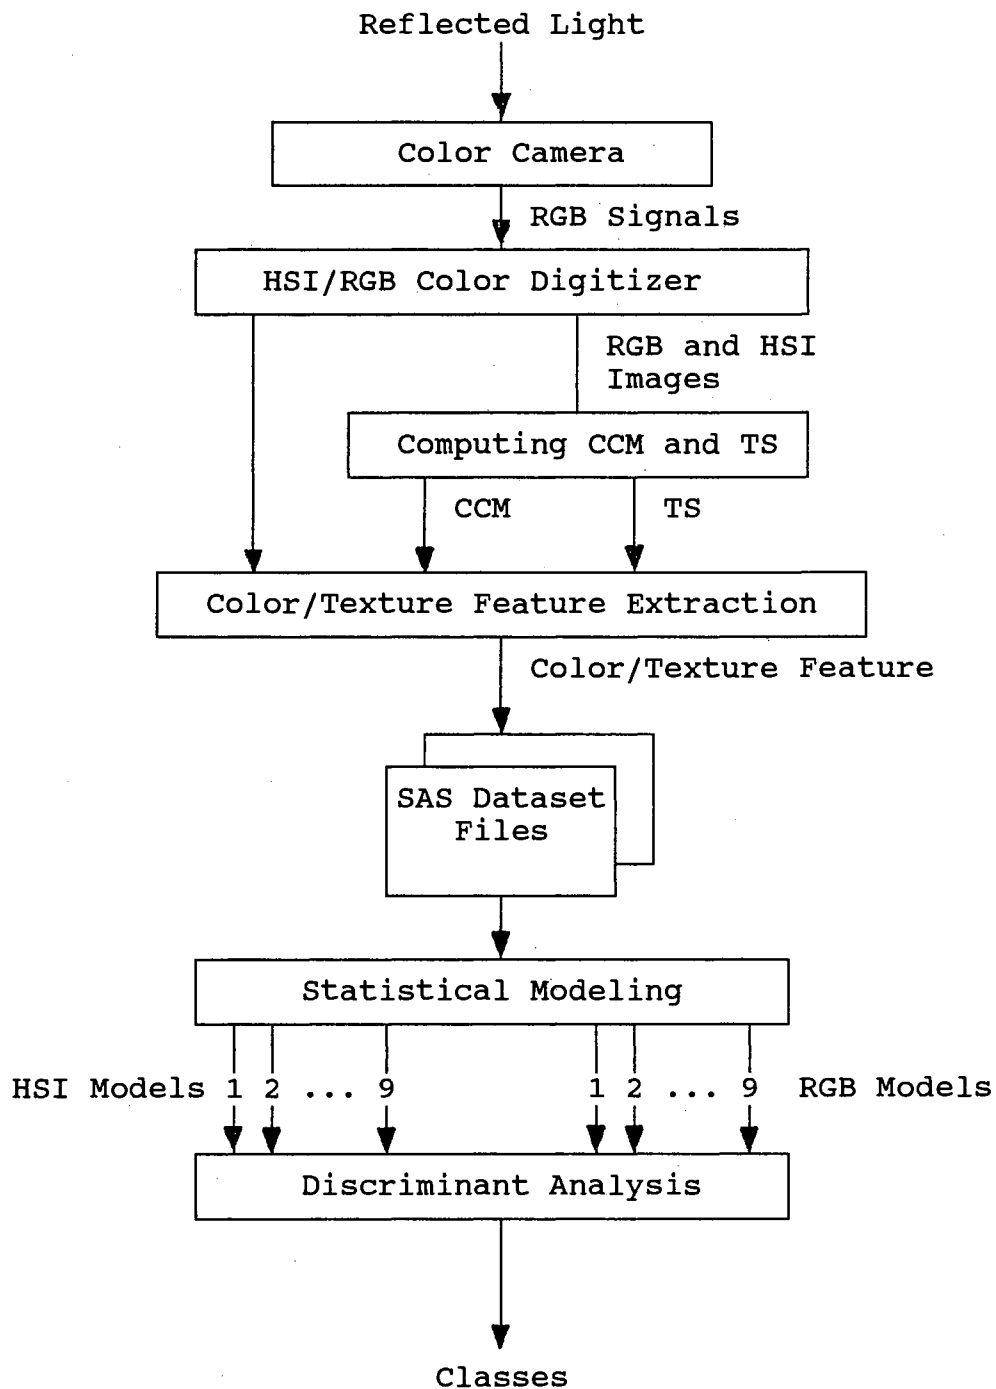 Reflected Light
Color Camera
RGB Signals
HSI/RGB Color Digitizer
RGB and HSI
Images
Computing CCM and TS
CCM
TS
Color/Texture Feature Extraction
Color/Texture Feature
SAS Dataset
Files
Statistical Modeling
HSI Models 1 2 ... 9 1 2 ... 9 RGB Models
Discriminant Analysis
Classes